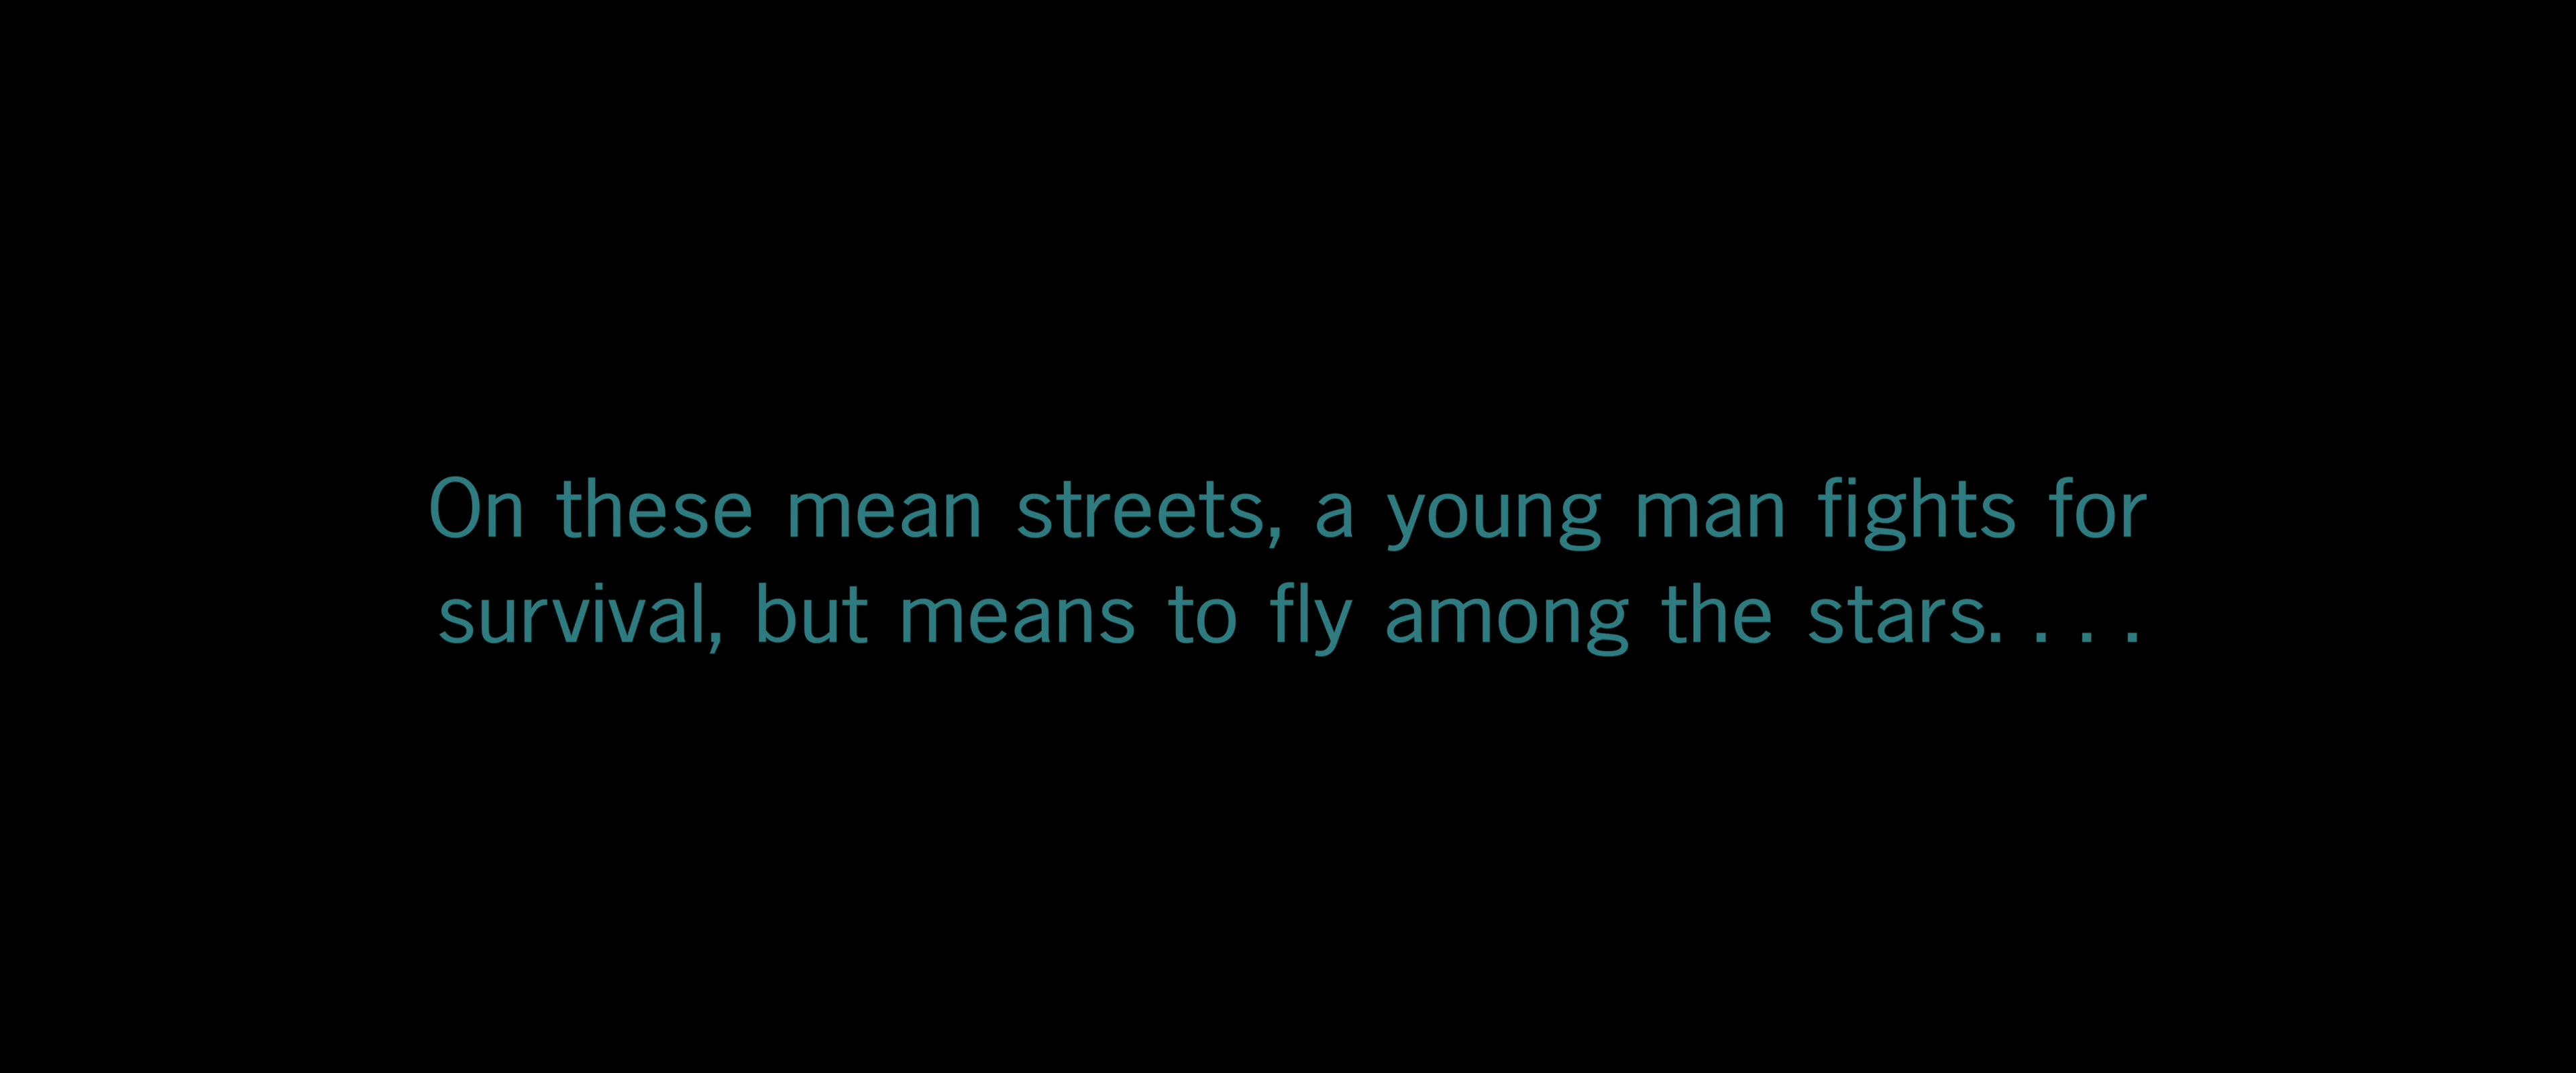 On these mean streets, a young man fights for
survival, but means to fly among the stars. . . .